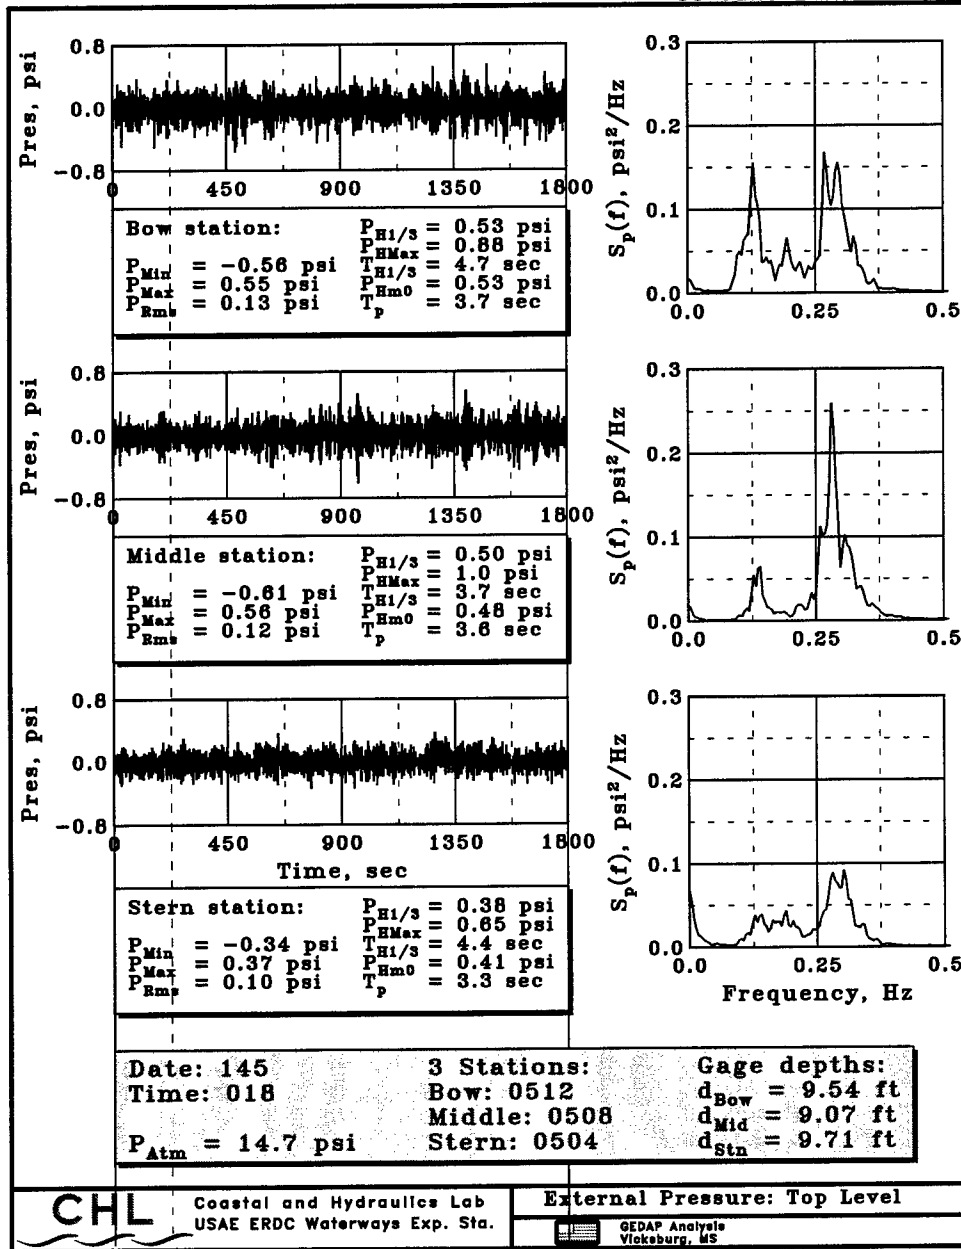 Pres, psi
0.8
0.0
-0.8
0 450 900 1350 1800
Bow station:
P_Min = -0.56 psi
P_Max = 0.55 psi
P_Rms = 0.13 psi
P_H1/3 = 0.53 psi
P_HMax = 0.88 psi
T_H1/3 = 4.7 sec
P_Hm0 = 0.53 psi
T_p = 3.7 sec
S_p(f), psi²/Hz
0.3
0.2
0.1
0.0
0.0 0.25 0.5
Pres, psi
0.8
0.0
-0.8
0 450 900 1350 1800
Middle station:
P_Min = -0.61 psi
P_Max = 0.56 psi
P_Rms = 0.12 psi
P_H1/3 = 0.50 psi
P_HMax = 1.0 psi
T_H1/3 = 3.7 sec
P_Hm0 = 0.48 psi
T_p = 3.6 sec
S_p(f), psi²/Hz
0.3
0.2
0.1
0.0
0.0 0.25 0.5
Pres, psi
0.8
0.0
-0.8
0 450 900 1350 1800
Time, sec
Stern station:
P_Min = -0.34 psi
P_Max = 0.37 psi
P_Rms = 0.10 psi
P_H1/3 = 0.38 psi
P_HMax = 0.65 psi
T_H1/3 = 4.4 sec
P_Hm0 = 0.41 psi
T_p = 3.3 sec
S_p(f), psi²/Hz
0.3
0.2
0.1
0.0
0.0 0.25 0.5
Frequency, Hz
Date: 145
Time: 018
P_Atm = 14.7 psi
3 Stations:
Bow: 0512
Middle: 0508
Stern: 0504
Gage depths:
d_Bow = 9.54 ft
d_Mid = 9.07 ft
d_Stn = 9.71 ft
CHL
Coastal and Hydraulics Lab
USAE ERDC Waterways Exp. Sta.
External Pressure: Top Level
GEDAP Analysis
Vicksburg, MS